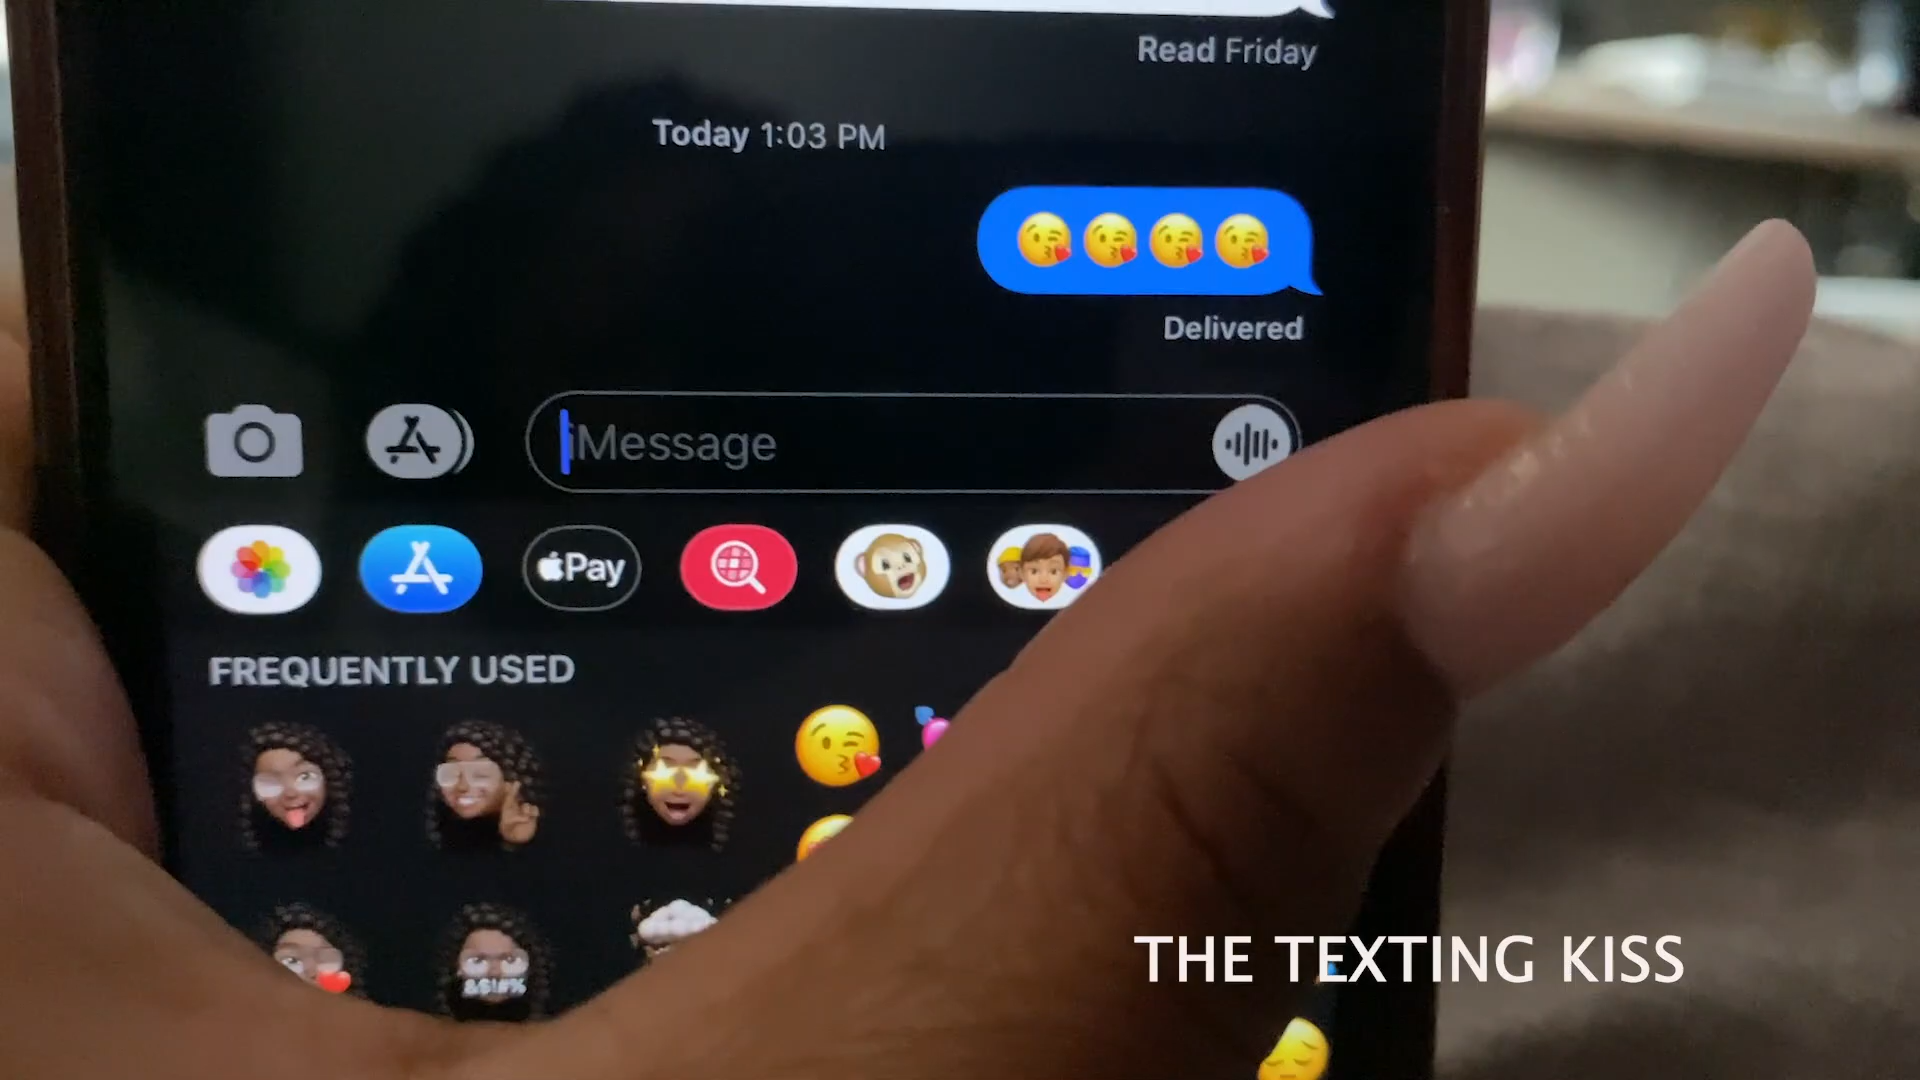 Read Friday
Today 1:03 PM
Delivered
iMessage
Pay
FREQUENTLY USED
&$!#%
THE TEXTING KISS